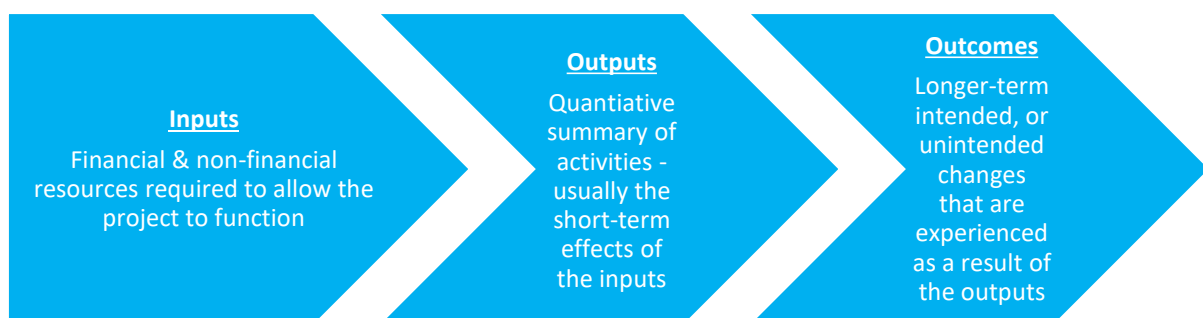 Inputs
Financial & non-financial
resources required to allow the
project to function
Outputs
Quantiative
summary of
activities -
usually the
short-term
effects of
the inputs
Outcomes
Longer-term
intended, or
unintended
changes
that are
experienced
as a result of
the outputs